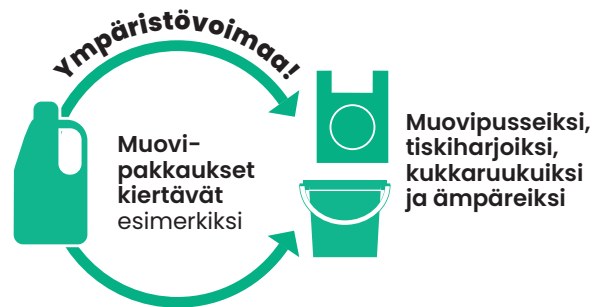 Ympäristövoimaa!
Muovi-
pakkaukset
kiertävät
esimerkiksi
Muovipusseiksi,
tiskiharjoiksi,
kukkaruukuiksi
ja ämpäreiksi